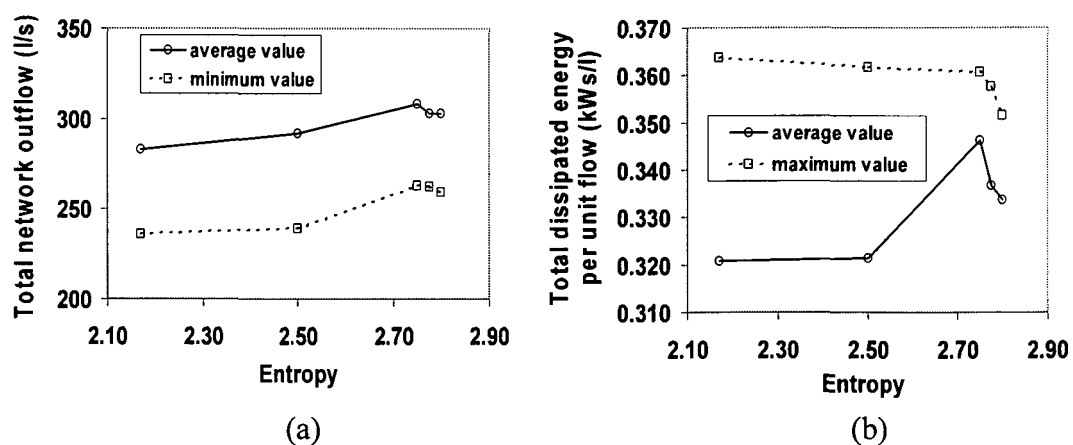 350
300
250
200
Total network outflow (l/s)
average value
minimum value
2.10
2.30
2.50
2.70
2.90
Entropy
(a)
0.370
0.360
0.350
0.340
0.330
0.320
0.310
Total dissipated energy
per unit flow (kWs/l)
average value
maximum value
2.10
2.30
2.50
2.70
2.90
Entropy
(b)